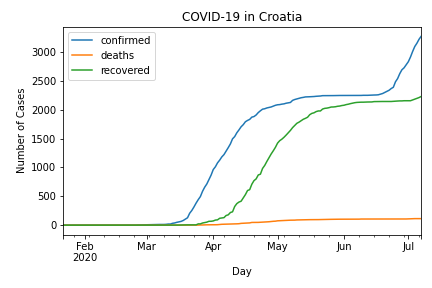 COVID-19 in Croatia
confirmed
deaths
recovered
Number of Cases
3000
2500
2000
1500
1000
500
0
Feb Mar Apr May Jun Jul
2020
Day